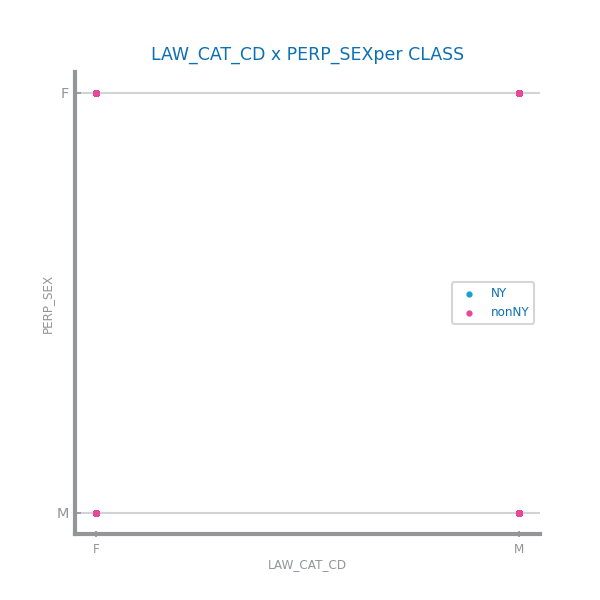 LAW_CAT_CD x PERP_SEXper CLASS
F
PERP_SEX
NY
nonNY
M
F
M
LAW_CAT_CD